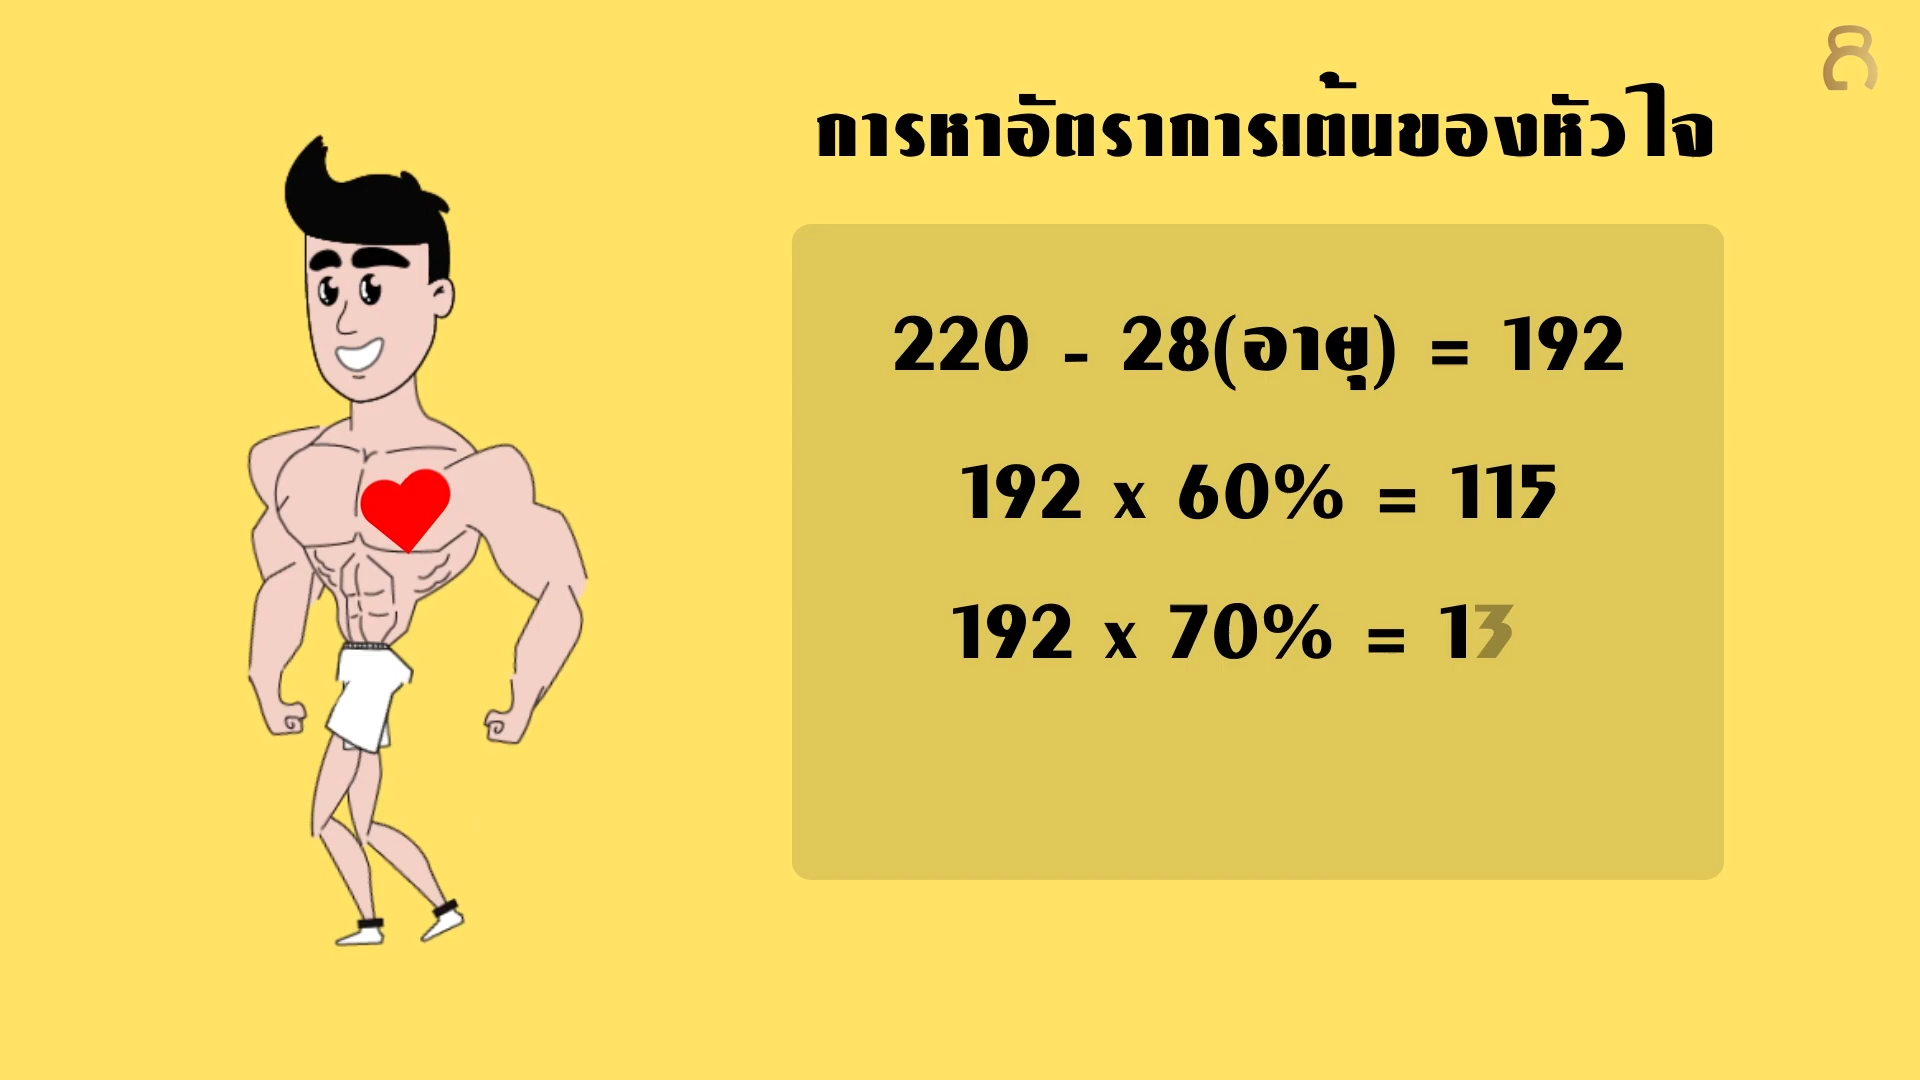 การหาอัตราการเต้นของหัวใจ
220 - 28(อายุ) = 192
192 x 60% = 115
192 x 70% = 13